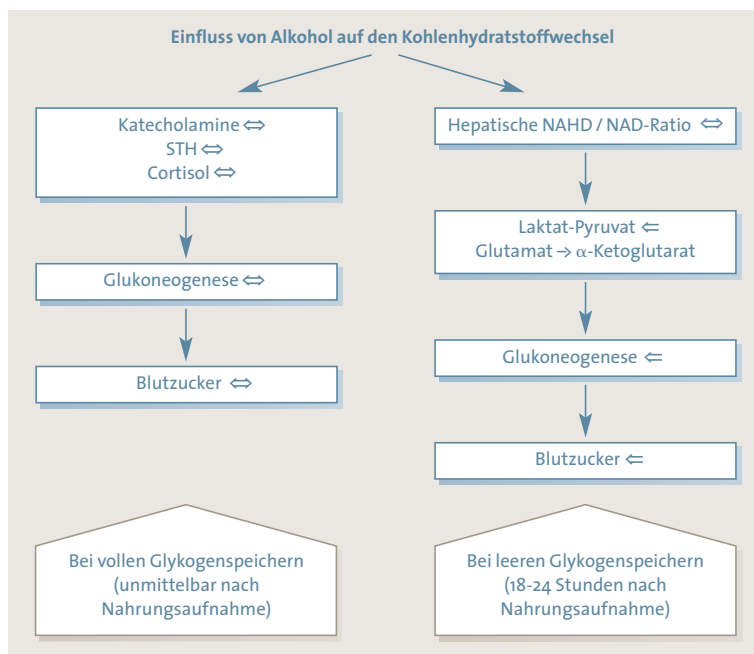 Einfluss von Alkohol auf den Kohlenhydratstoffwechsel
Katecholamine ⇔
STH ⇔
Cortisol ⇔
Glukoneogenese ⇔
Blutzucker ⇔
Bei vollen Glykogenspeichern
(unmittelbar nach
Nahrungsaufnahme)
Hepatische NAHD / NAD-Ratio ⇔
Laktat-Pyruvat ⇐
Glutamat → α-Ketoglutarat
Glukoneogenese ⇐
Blutzucker ⇐
Bei leeren Glykogenspeichern
(18-24 Stunden nach
Nahrungsaufnahme)